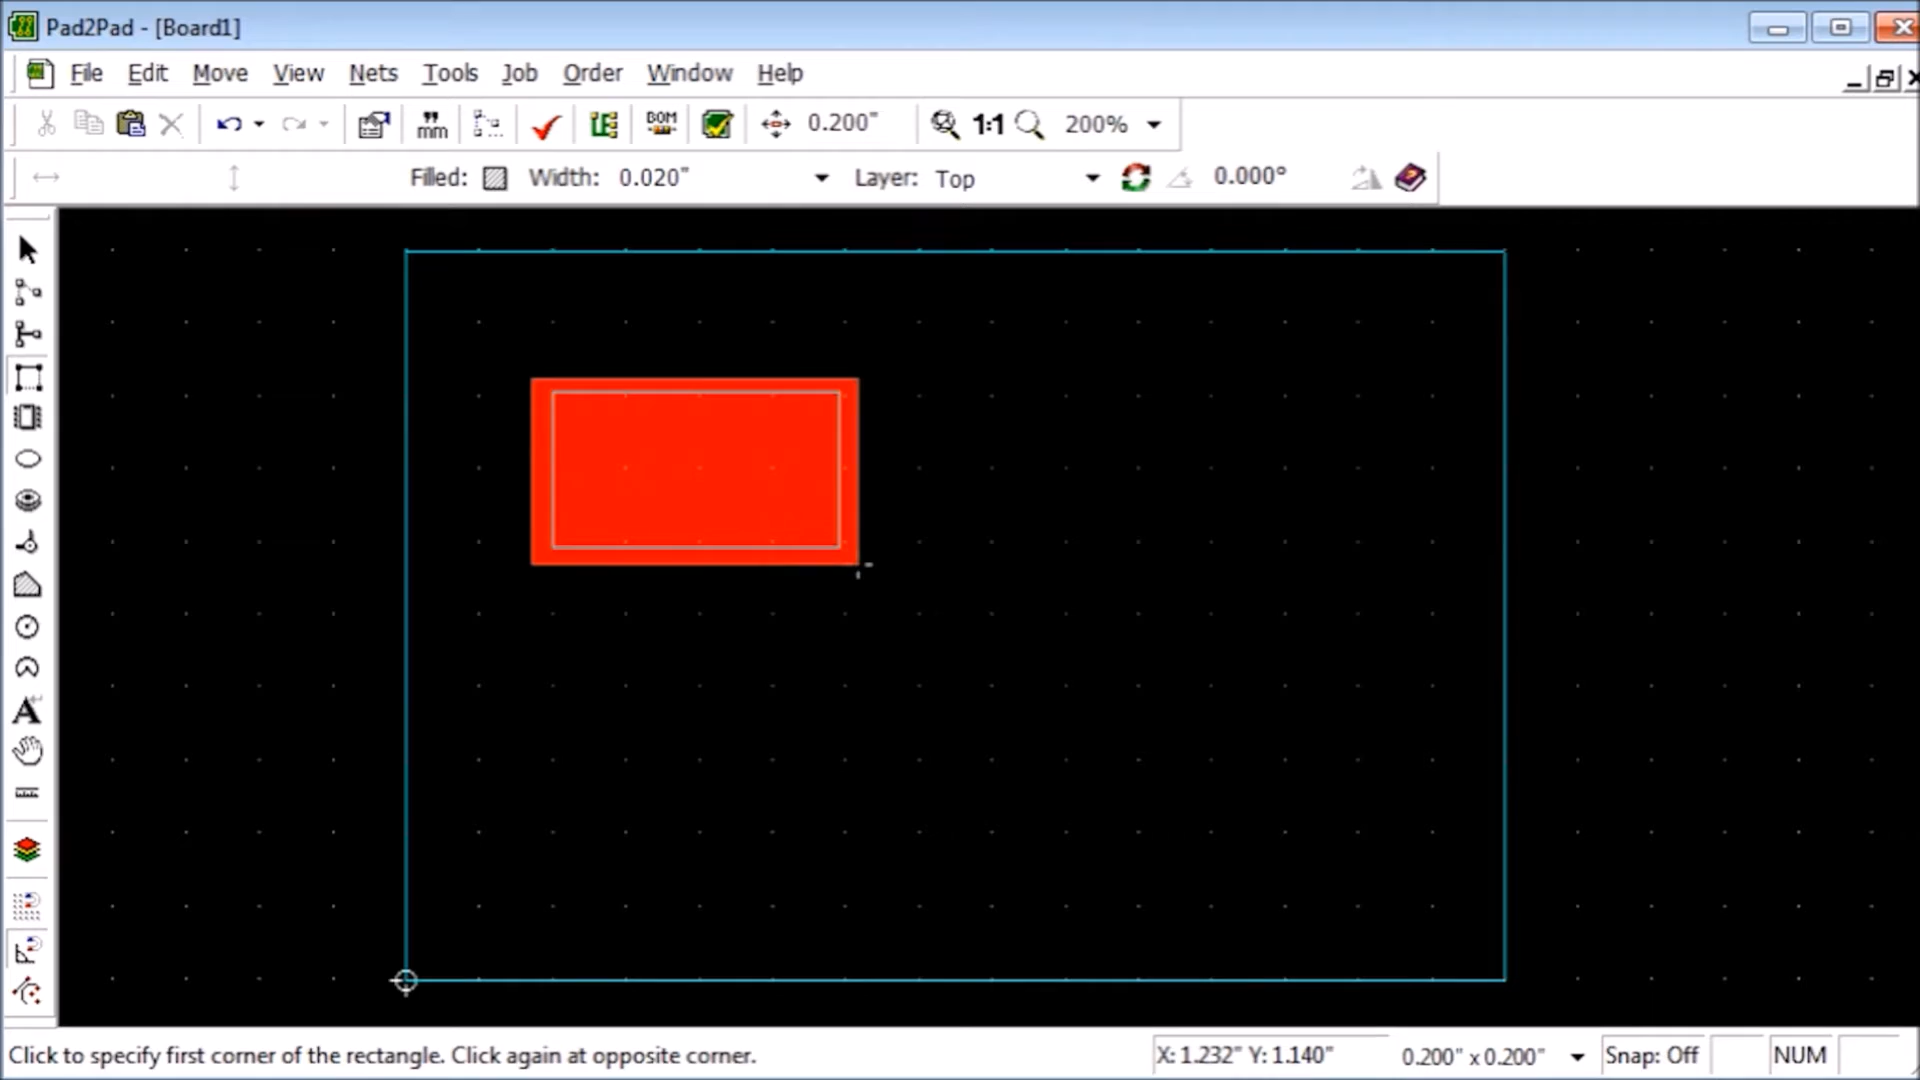 Pad2Pad - [Board1]
File Edit Move View Nets Tools Job Order Window Help
mm BOM 0.200" 1:1 200%
Filled: Width: 0.020" Layer: Top 0.000°
A
Click to specify first corner of the rectangle. Click again at opposite corner. X: 1.232" Y: 1.140" 0.200" x 0.200" Snap: Off NUM